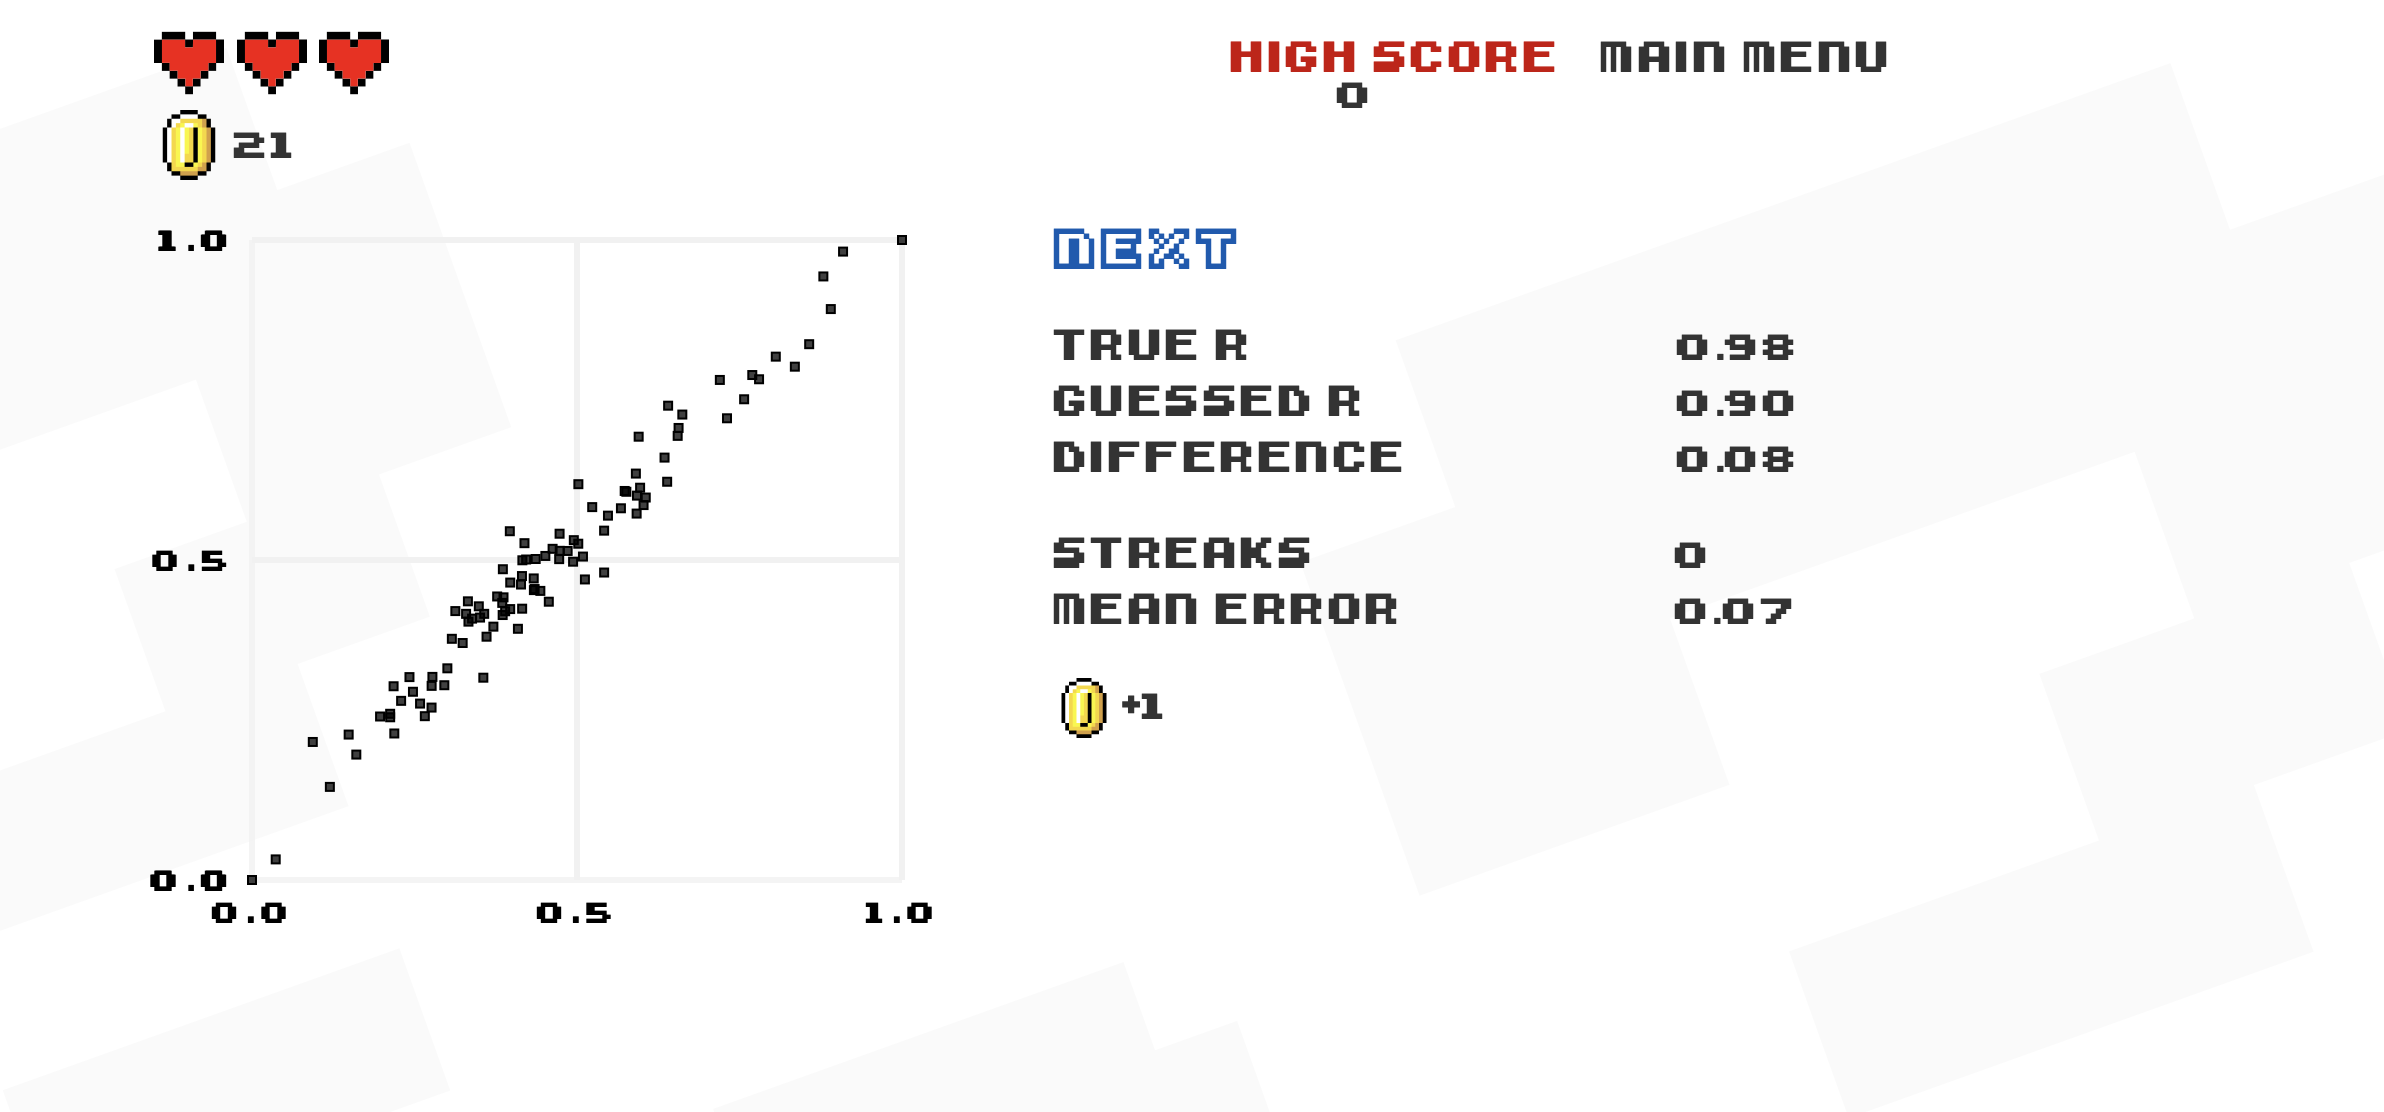 HIGH SCORE MAIN MENU
0
21
NEXT
TRUE R 0.98
GUESSED R 0.90
DIFFERENCE 0.08
STREAKS 0
MEAN ERROR 0.07
+1
1.0
0.5
0.0
0.0 0.5 1.0